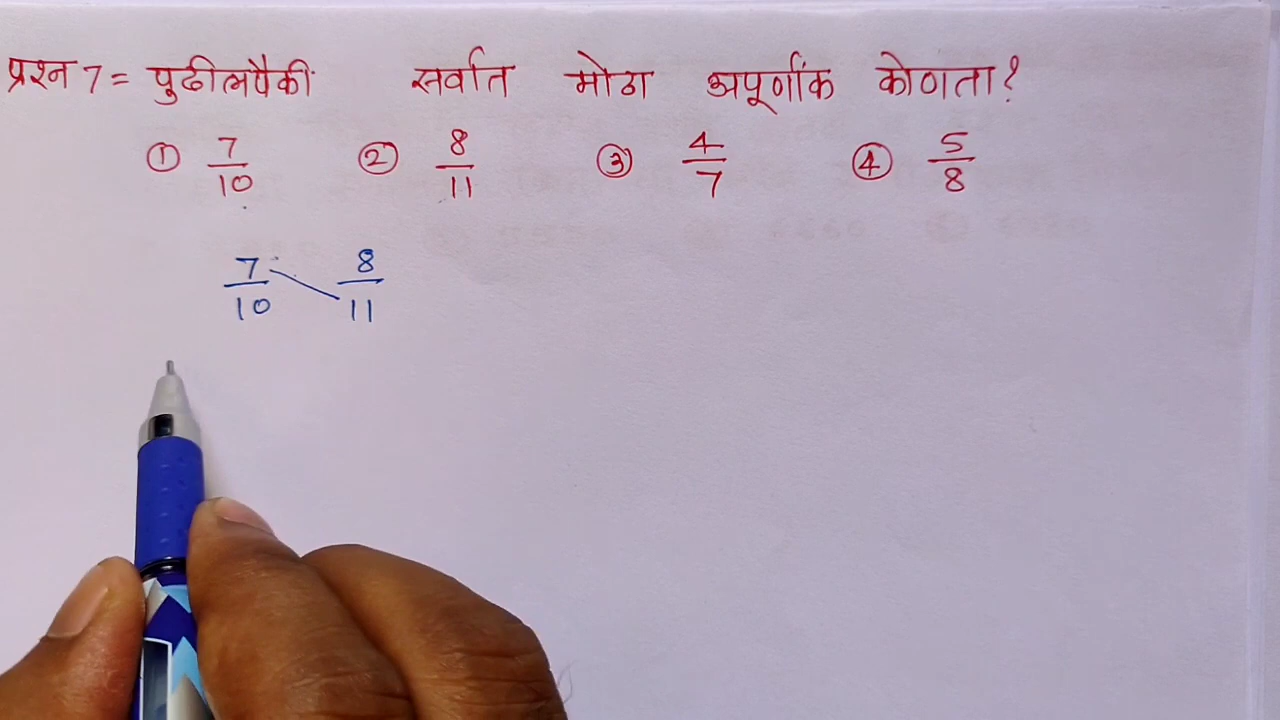 प्रश्न 7 = पुढीलपैकी सर्वात मोठा अपूर्णांक कोणता?
① 7/10 ② 8/11 ③ 4/7 ④ 5/8
7/10 8/11